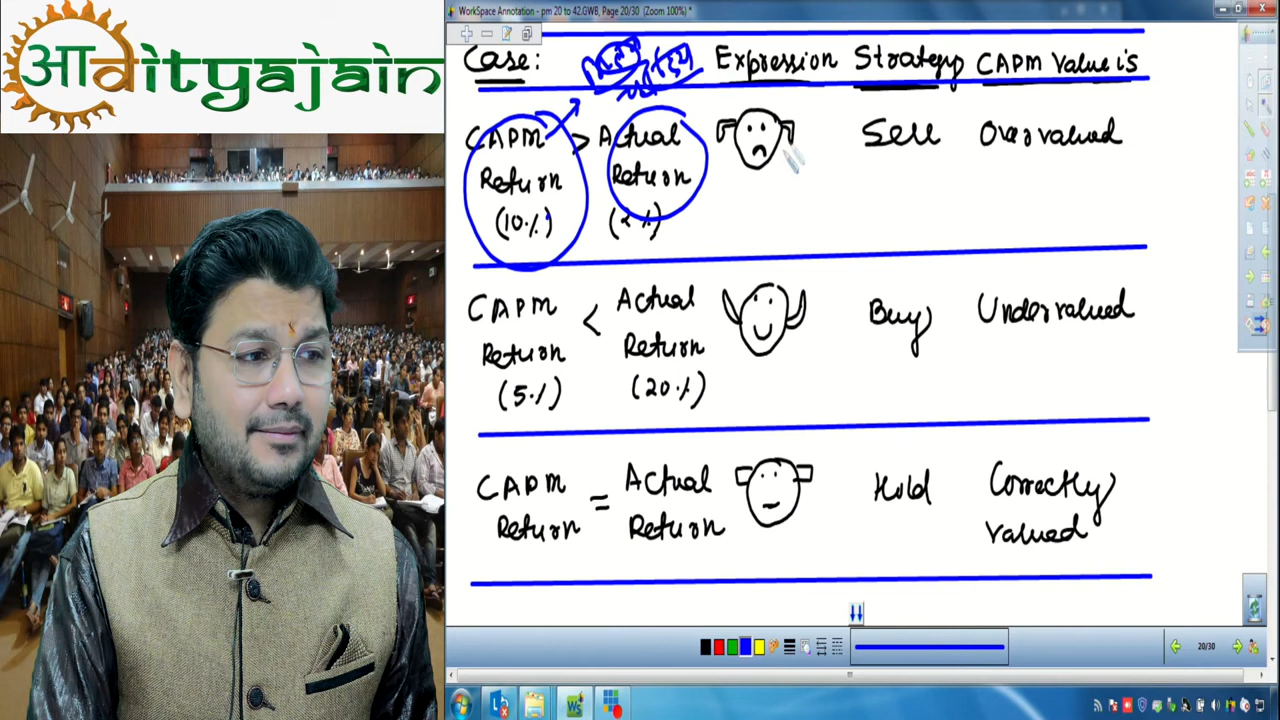 WorkSpace Annotation - pm 20 to 42.GWB, Page 20/30 (Zoom 100%) *
आdityajain
Case: Expression Strategy CAPM Value is
CAPM > Actual Sell Overvalued
Return Return
(10%)
CAPM < Actual Buy Undervalued
Return Return
(5%) (20%)
CAPM = Actual Hold Correctly
Return Return valued
20/30